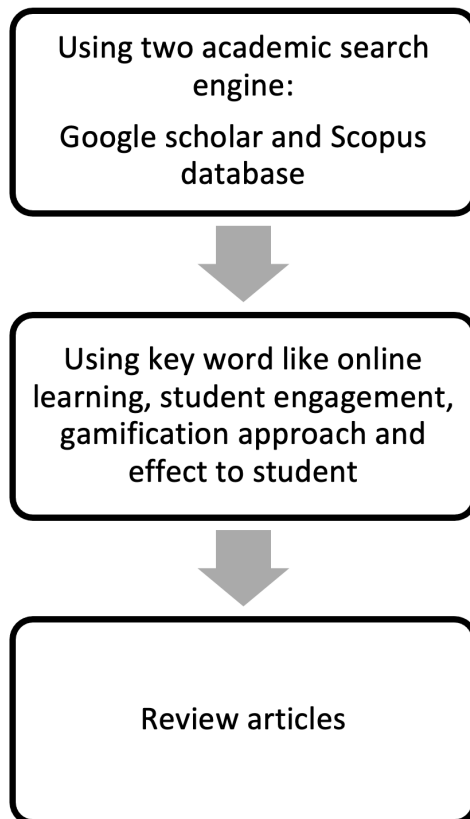 Using two academic search
engine:
Google scholar and Scopus
database
Using key word like online
learning, student engagement,
gamification approach and
effect to student
Review articles